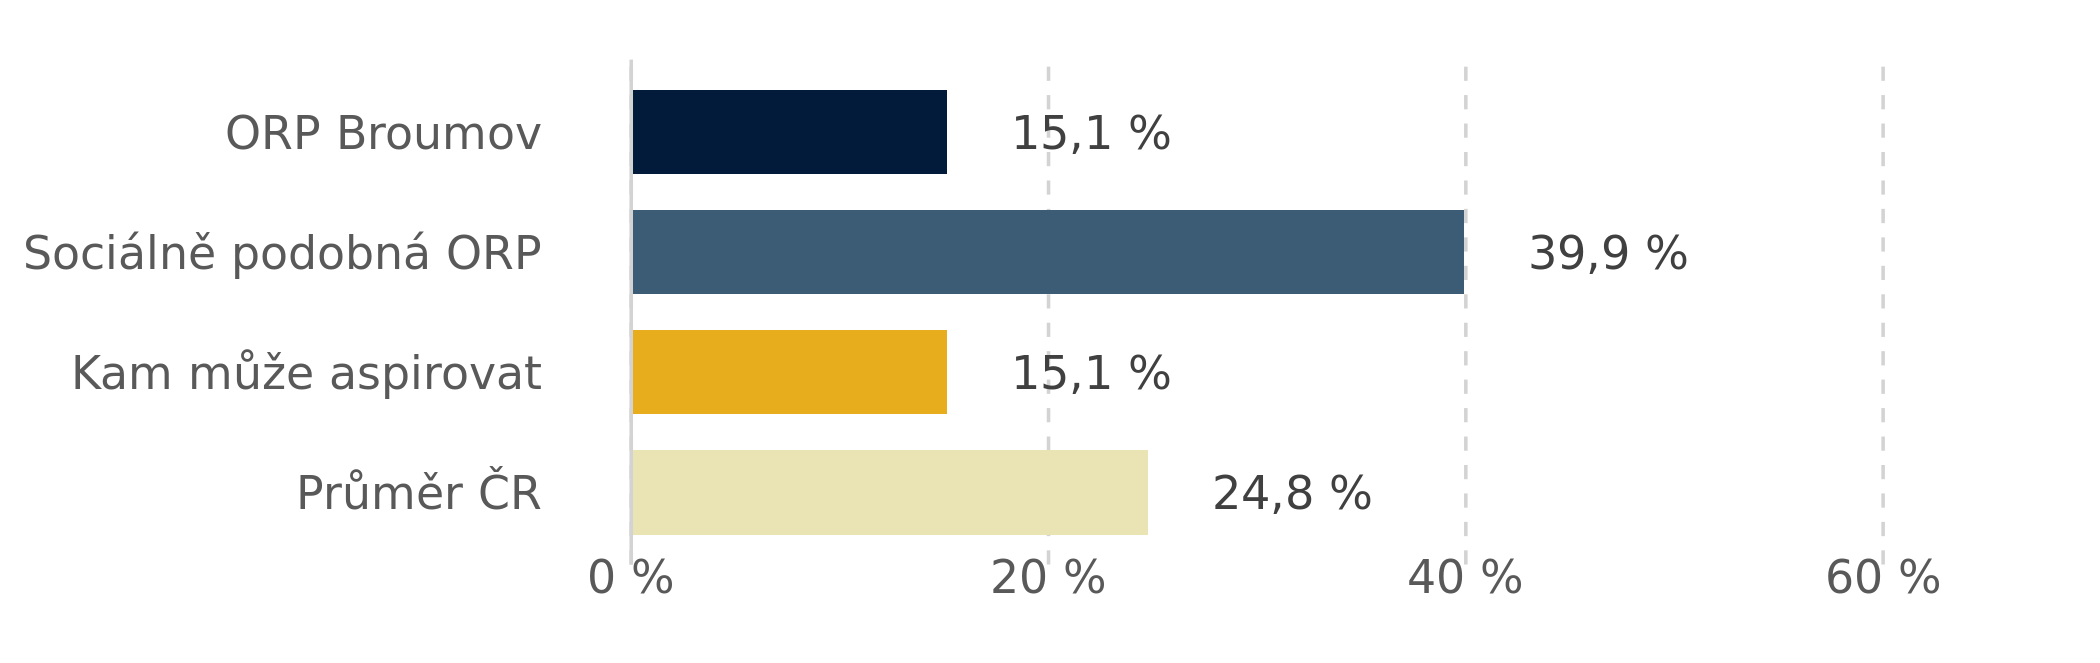 ORP Broumov 15,1 %
Sociálně podobná ORP 39,9 %
Kam může aspirovat 15,1 %
Průměr ČR 24,8 %
0 % 20 % 40 % 60 %